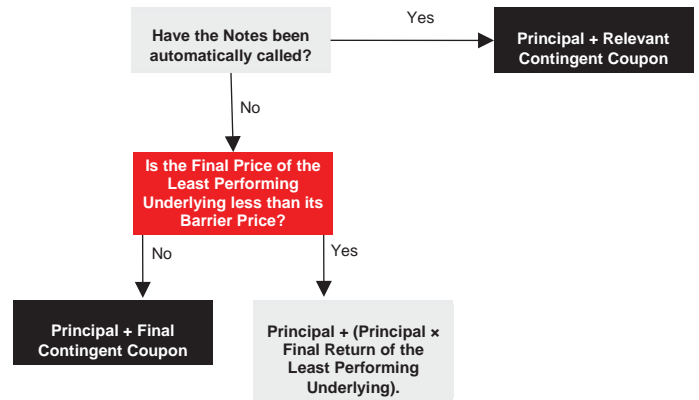 Have the Notes been
automatically called?
Yes
Principal + Relevant
Contingent Coupon
No
Is the Final Price of the
Least Performing
Underlying less than its
Barrier Price?
No
Yes
Principal + Final
Contingent Coupon
Principal + (Principal ×
Final Return of the
Least Performing
Underlying).